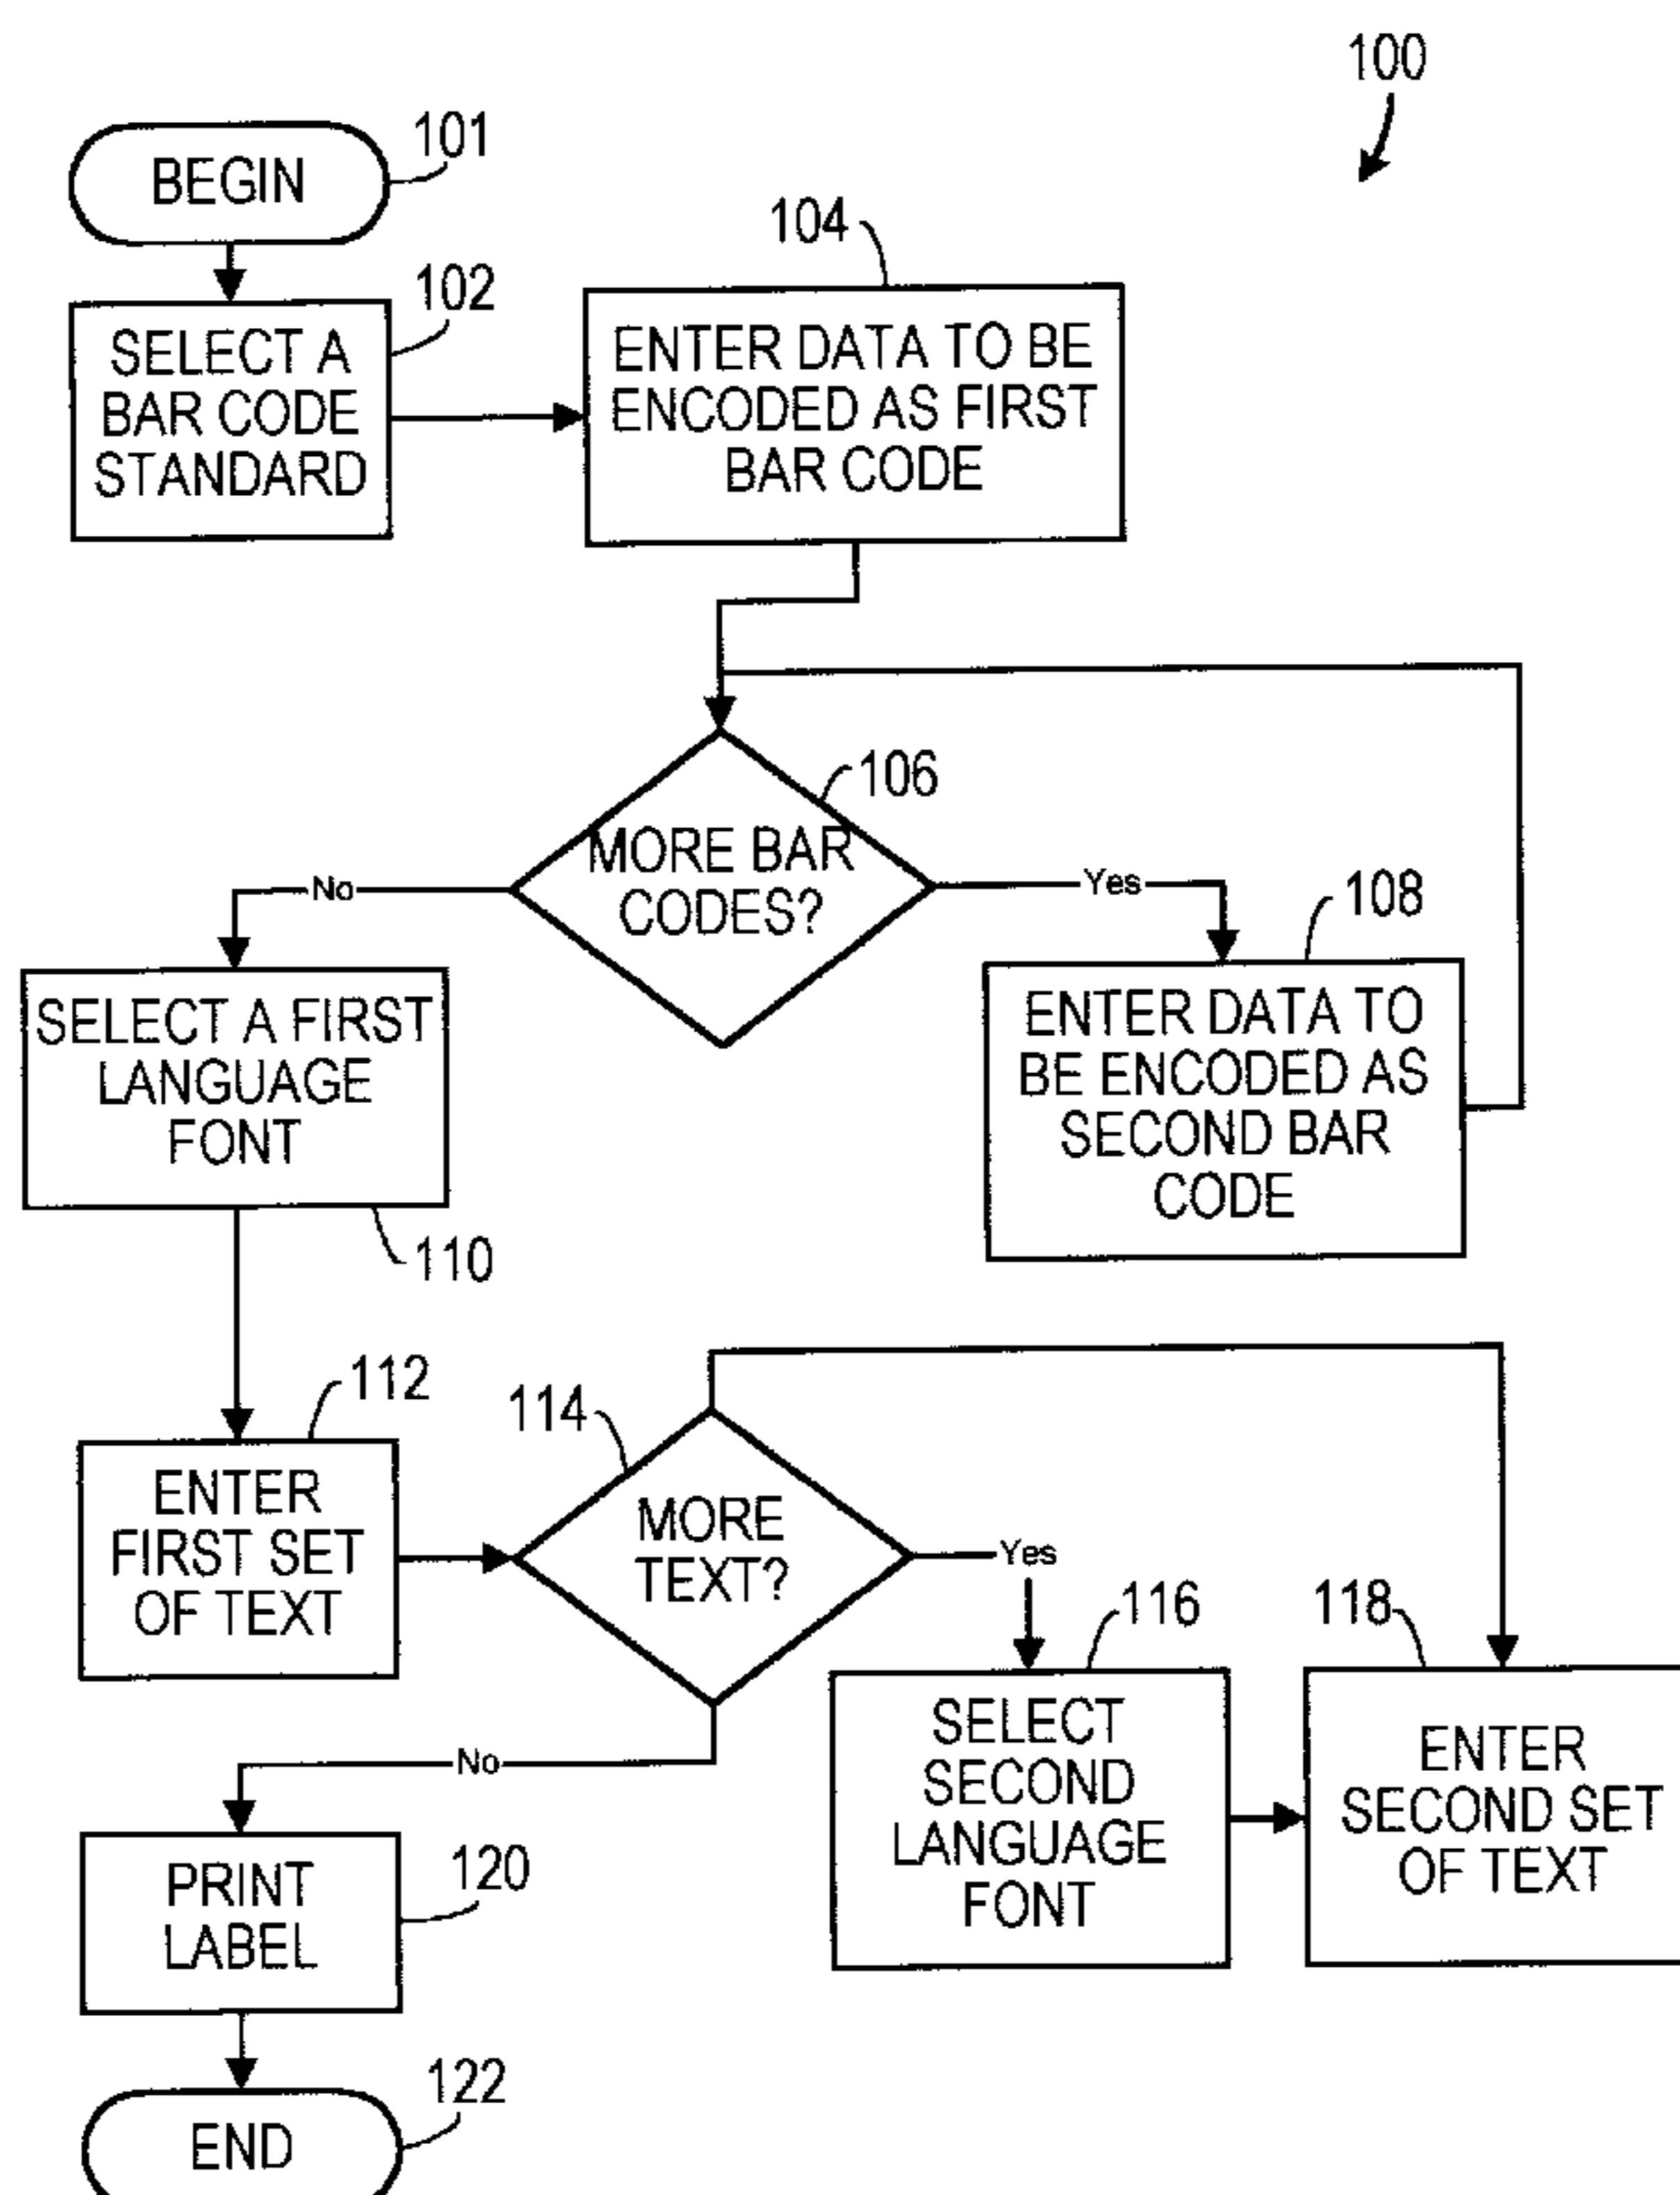 100
101
BEGIN
102
SELECT A
BAR CODE
STANDARD
104
ENTER DATA TO BE
ENCODED AS FIRST
BAR CODE
106
MORE BAR
CODES?
No
Yes
108
ENTER DATA TO
BE ENCODED AS
SECOND BAR
CODE
SELECT A FIRST
LANGUAGE
FONT
110
112
ENTER
FIRST SET
OF TEXT
114
MORE
TEXT?
Yes
No
116
SELECT
SECOND
LANGUAGE
FONT
118
ENTER
SECOND SET
OF TEXT
PRINT
LABEL
120
122
END